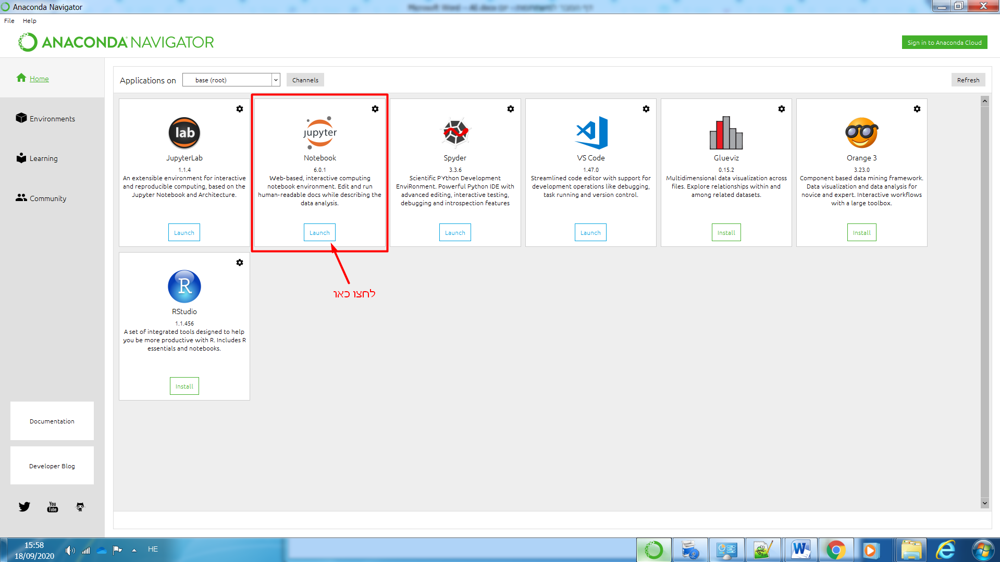 Anaconda Navigator
File Help
ANACONDA NAVIGATOR
Sign in to Anaconda Cloud
Home
Environments
Learning
Community
Documentation
Developer Blog
You
Tube
Applications on
base (root)
Channels
Refresh
lab
JupyterLab
1.1.4
An extensible environment for interactive
and reproducible computing, based on the
Jupyter Notebook and Architecture.
Launch
jupyter
Notebook
6.0.1
Web-based, interactive computing
notebook environment. Edit and run
human-readable docs while describing the
data analysis.
Launch
Spyder
3.3.6
Scientific PYthon Development
EnviRonment. Powerful Python IDE with
advanced editing, interactive testing,
debugging and introspection features
Launch
VS Code
1.47.0
Streamlined code editor with support for
development operations like debugging,
task running and version control.
Launch
Glueviz
0.15.2
Multidimensional data visualization across
files. Explore relationships within and
among related datasets.
Install
Orange 3
3.23.0
Component based data mining framework.
Data visualization and data analysis for
novice and expert. Interactive workflows
with a large toolbox.
Install
לחצו כאן
R
RStudio
1.1.456
A set of integrated tools designed to help
you be more productive with R. Includes R
essentials and notebooks.
Install
15:58
18/09/2020
HE